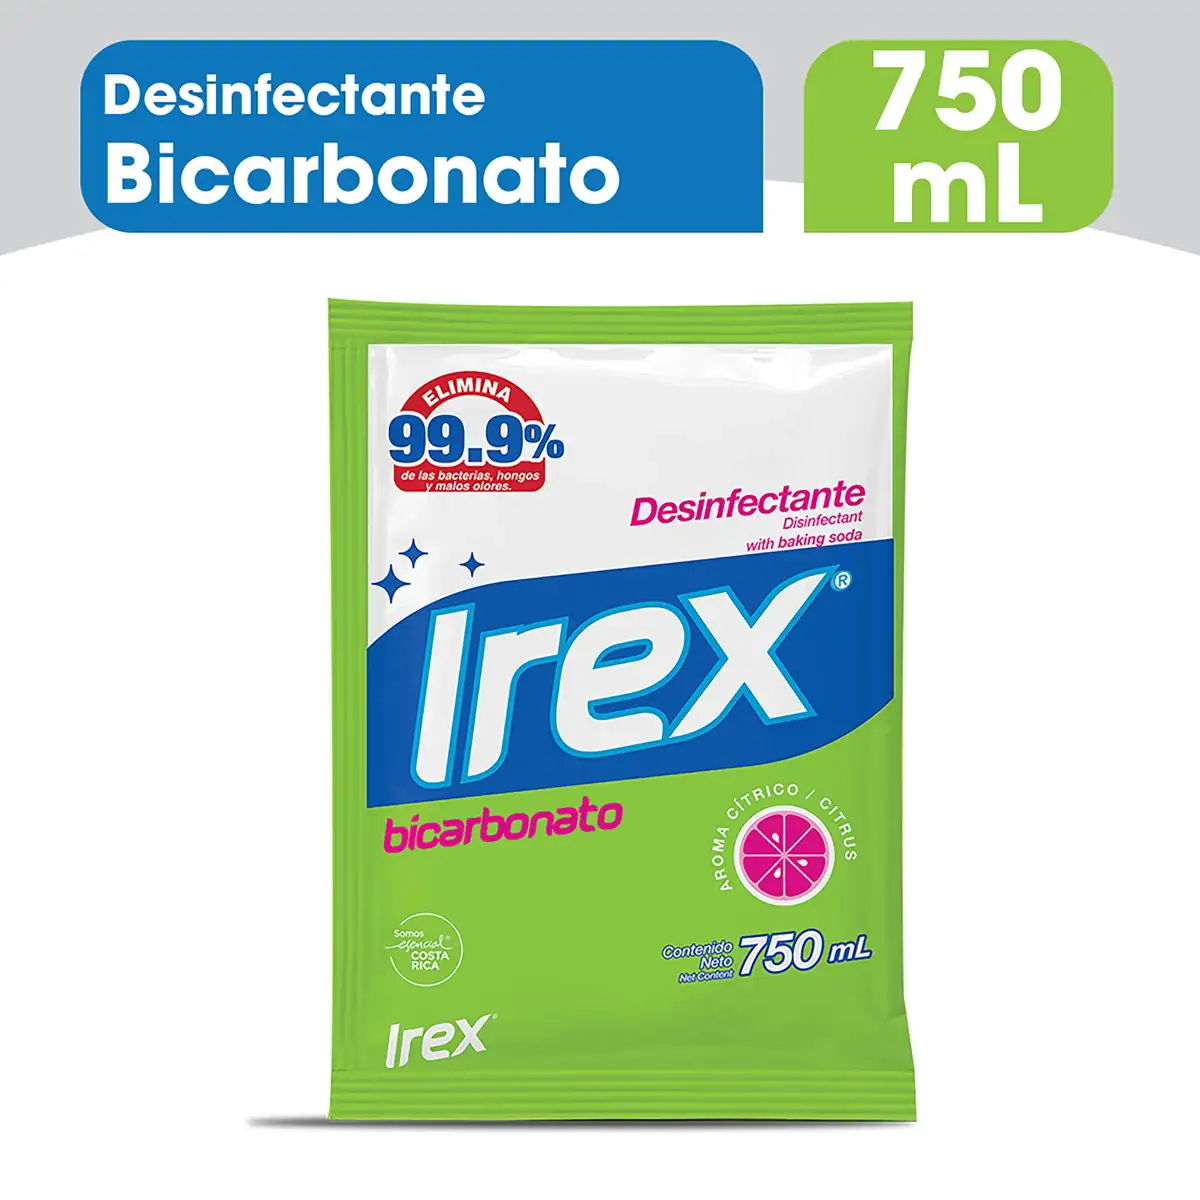 Desinfectante
Bicarbonato
750
mL
ELIMINA
99.9%
de las bacterias, hongos
y malos olores.
Desinfectante
Disinfectant
with baking soda
Irex®
bicarbonato
AROMA CÍTRICO / CITRUS
Somos
esencial®
COSTA
RICA
Contenido
Neto
Net Content
750 mL
Irex®